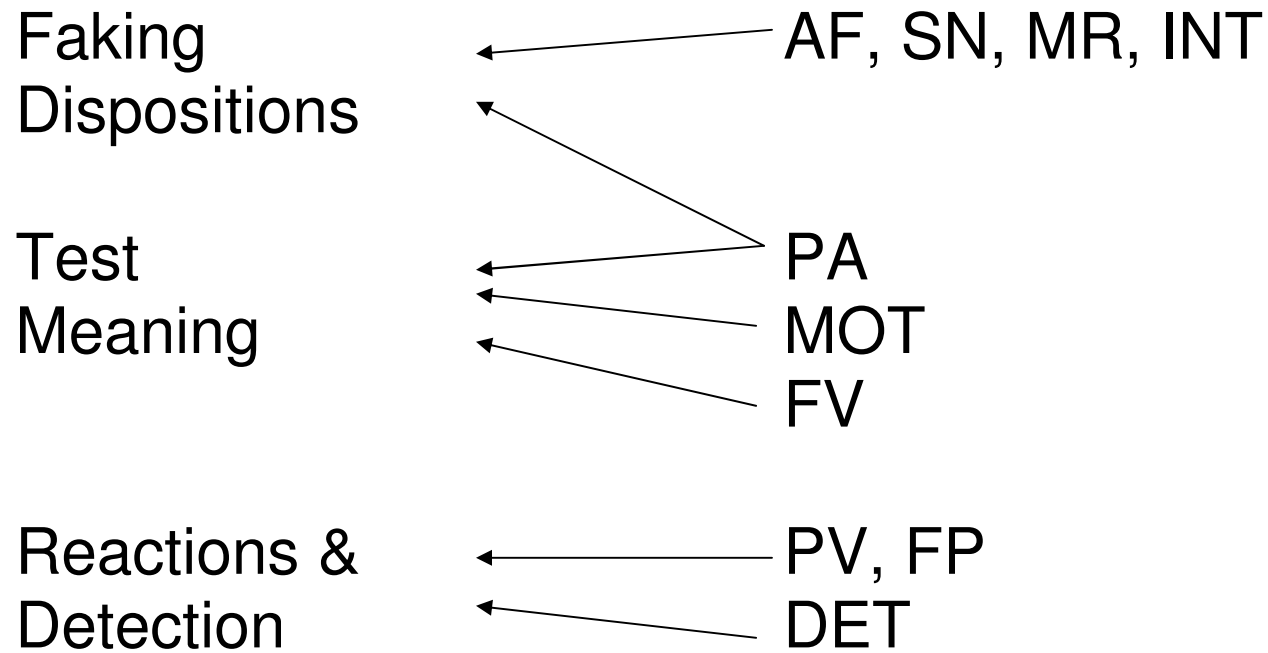 Faking
Dispositions
AF, SN, MR, INT
Test
Meaning
PA
MOT
FV
Reactions &
Detection
PV, FP
DET